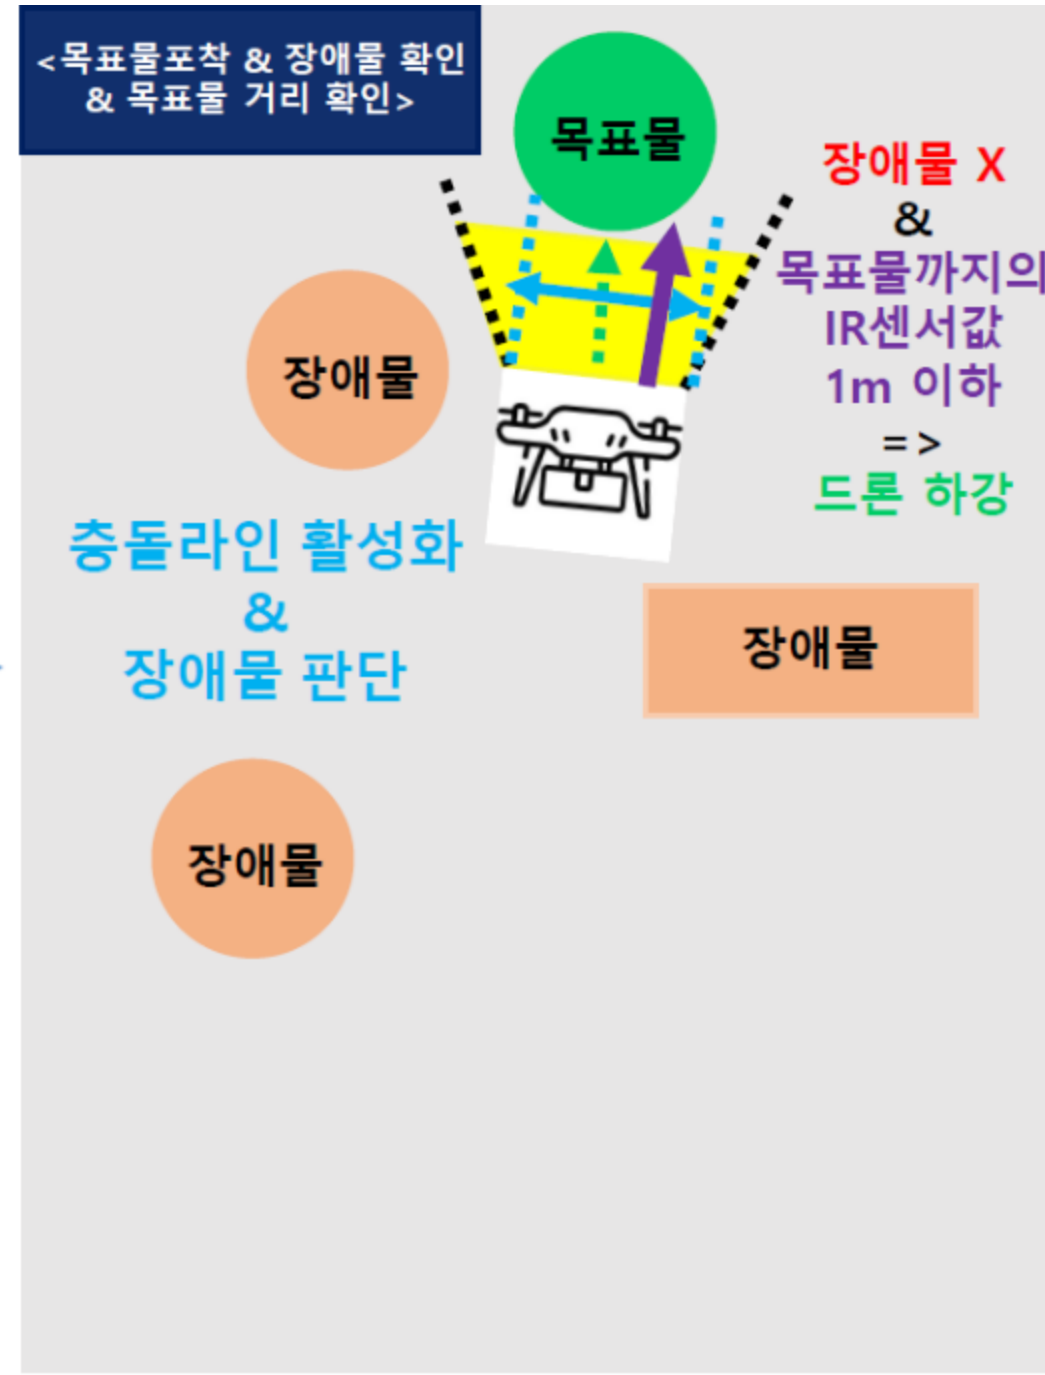 <목표물포착 & 장애물 확인
& 목표물 거리 확인>
목표물
장애물 X
&
목표물까지의
IR센서값
1m 이하
=>
드론 하강
장애물
충돌라인 활성화
&
장애물 판단
장애물
장애물